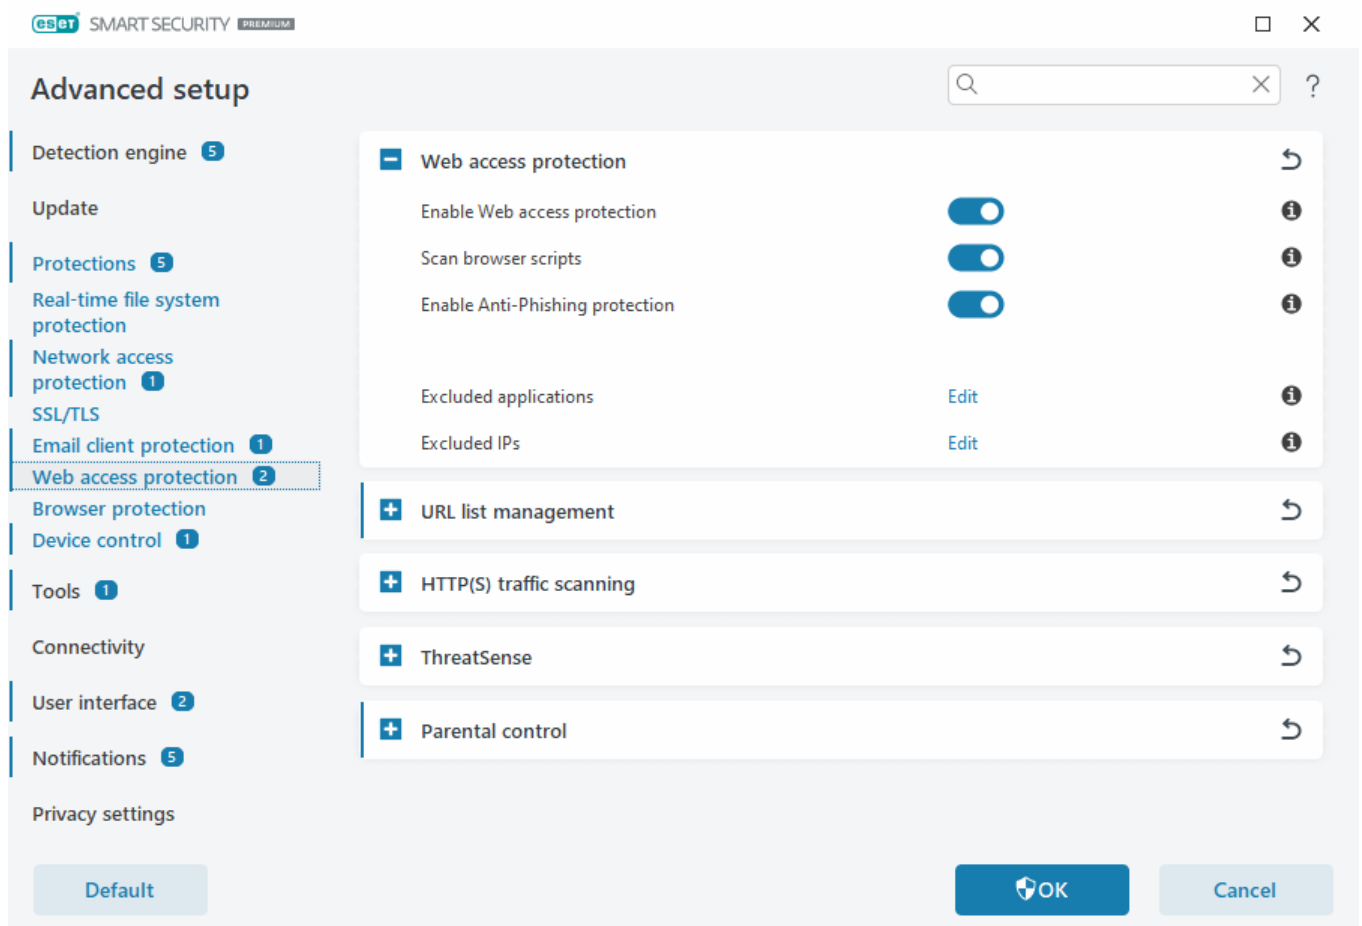 eset SMART SECURITY PREMIUM
Advanced setup
?
Detection engine 5
Update
Protections 5
Real-time file system
protection
Network access
protection 1
SSL/TLS
Email client protection 1
Web access protection 2
Browser protection
Device control 1
Tools 1
Connectivity
User interface 2
Notifications 5
Privacy settings
Web access protection
Enable Web access protection
Scan browser scripts
Enable Anti-Phishing protection
Excluded applications Edit
Excluded IPs Edit
URL list management
HTTP(S) traffic scanning
ThreatSense
Parental control
Default
OK
Cancel